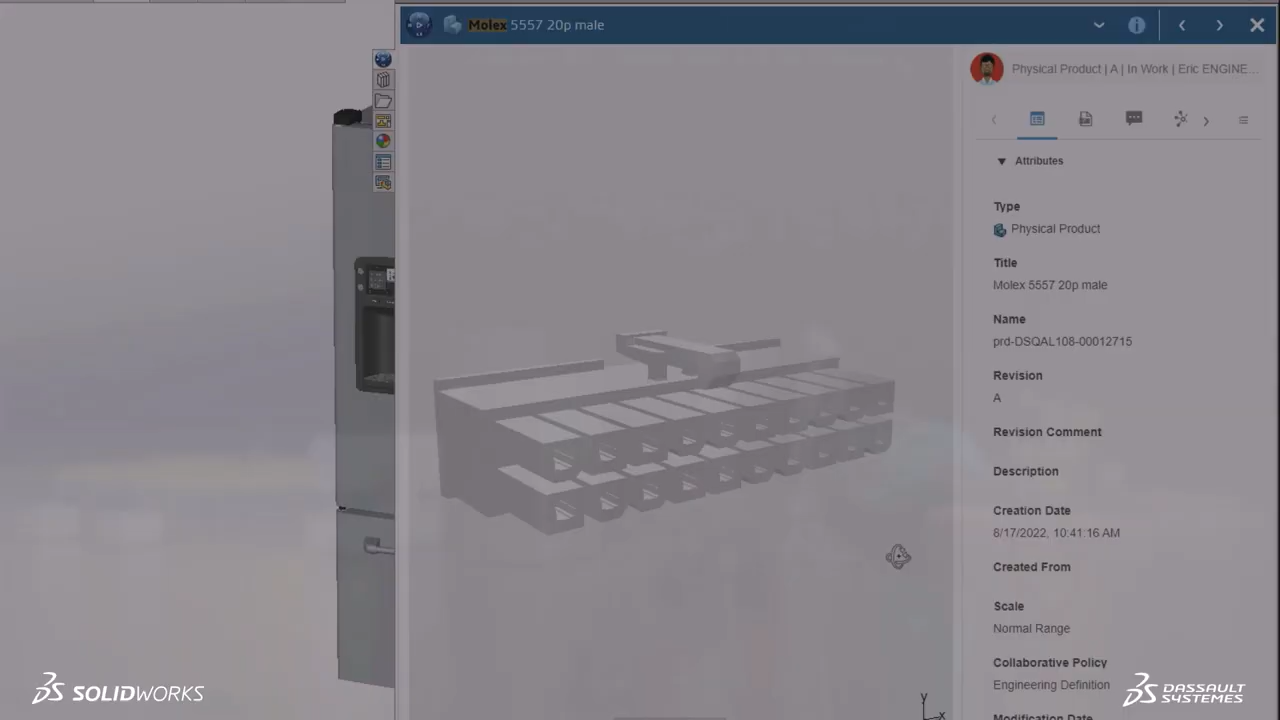 Molex 5557 20p male
Physical Product | A | In Work | Eric ENGINE...
Attributes
Type
Physical Product
Title
Molex 5557 20p male
Name
prd-DSQAL108-00012715
Revision
A
Revision Comment
Description
Creation Date
8/17/2022, 10:41:16 AM
Created From
Scale
Normal Range
Collaborative Policy
Engineering Definition
Modification Date
y
x
SOLIDWORKS
DASSAULT
SYSTEMES